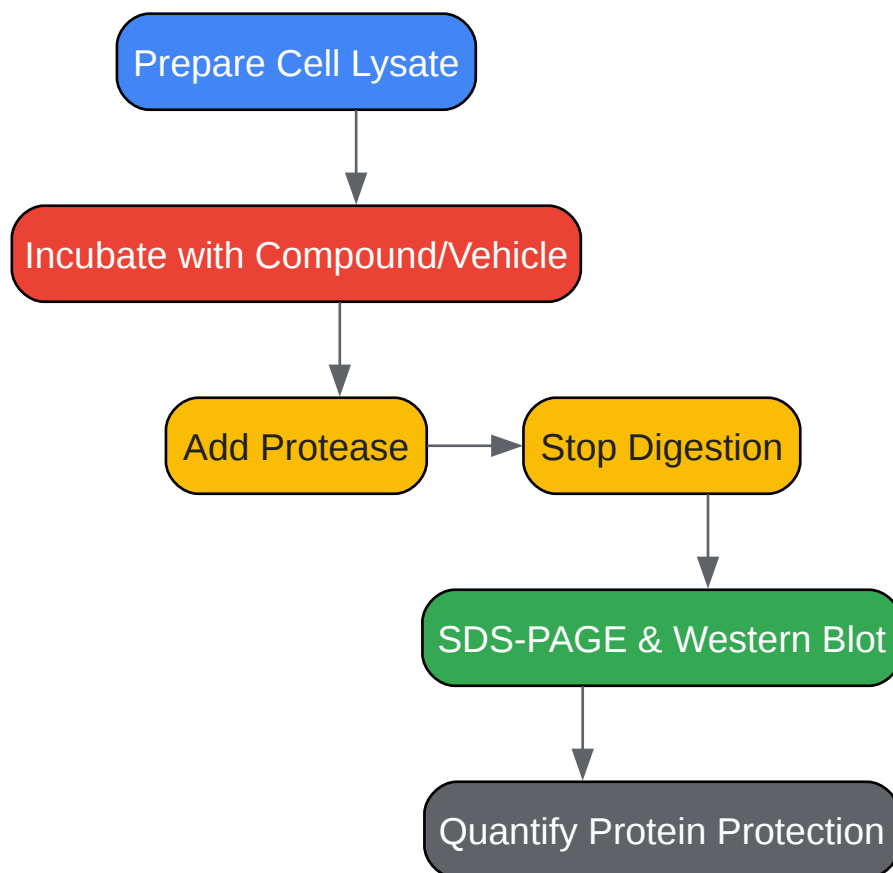 Prepare Cell Lysate
Incubate with Compound/Vehicle
Add Protease
Stop Digestion
SDS-PAGE & Western Blot
Quantify Protein Protection